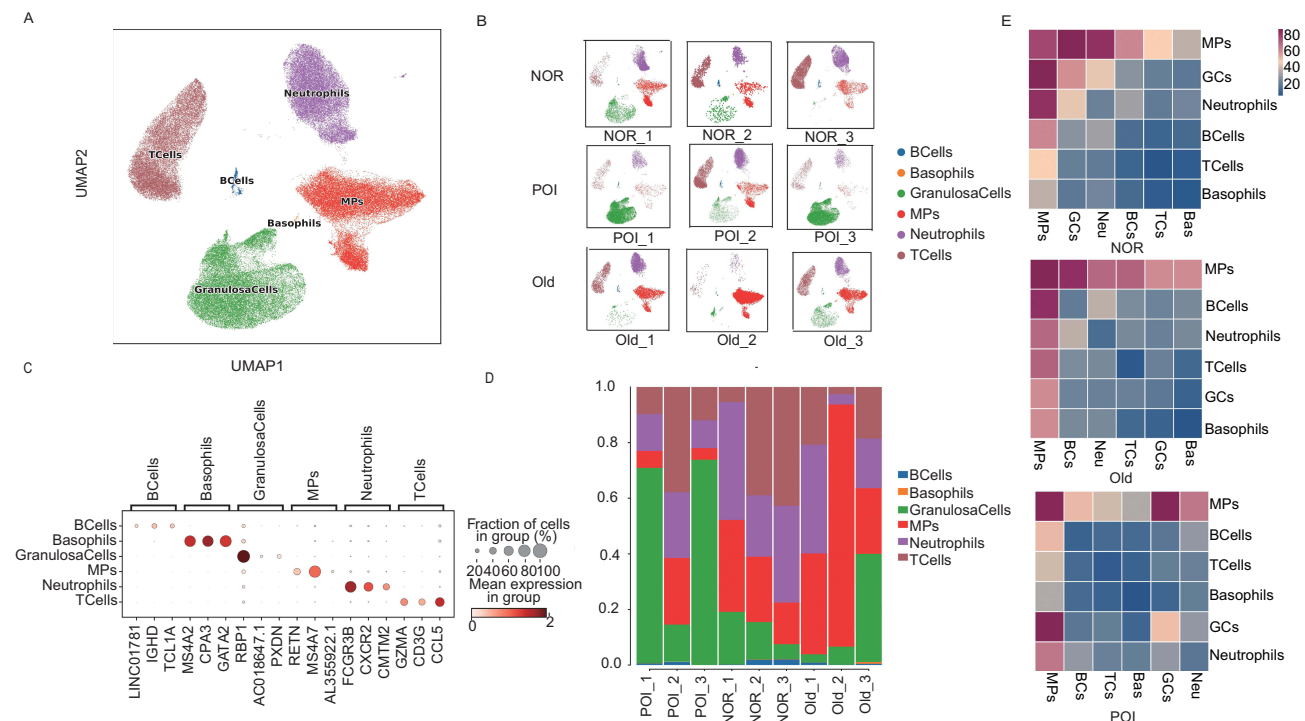 A
UMAP2
UMAP1
Neutrophils
TCells
BCells
MPs
Basophils
GranulosaCells
B
NOR
NOR_1
NOR_2
NOR_3
POI
POI_1
POI_2
POI_3
Old
Old_1
Old_2
Old_3
BCells
Basophils
GranulosaCells
MPs
Neutrophils
TCells
C
BCells
Basophils
GranulosaCells
MPs
Neutrophils
TCells
BCells
Basophils
GranulosaCells
MPs
Neutrophils
TCells
LINC01781
IGHD
TCL1A
MS4A2
CPA3
GATA2
RBP1
AC018647.1
PXDN
RETN
MS4A7
AL355922.1
FCGR3B
CXCR2
CMTM2
GZMA
CD3G
CCL5
Fraction of cells
in group (%)
20406080100
Mean expression
in group
0 2
D
1.0
0.8
0.6
0.4
0.2
0.0
POI_1
POI_2
POI_3
NOR_1
NOR_2
NOR_3
Old_1
Old_2
Old_3
BCells
Basophils
GranulosaCells
MPs
Neutrophils
TCells
E
MPs
GCs
Neutrophils
BCells
TCells
Basophils
MPs GCs Neu BCs TCs Bas
NOR
80
60
40
20
MPs
BCells
Neutrophils
TCells
GCs
Basophils
MPs BCs Neu TCs GCs Bas
Old
MPs
BCells
TCells
Basophils
GCs
Neutrophils
MPs BCs TCs Bas GCs Neu
POI